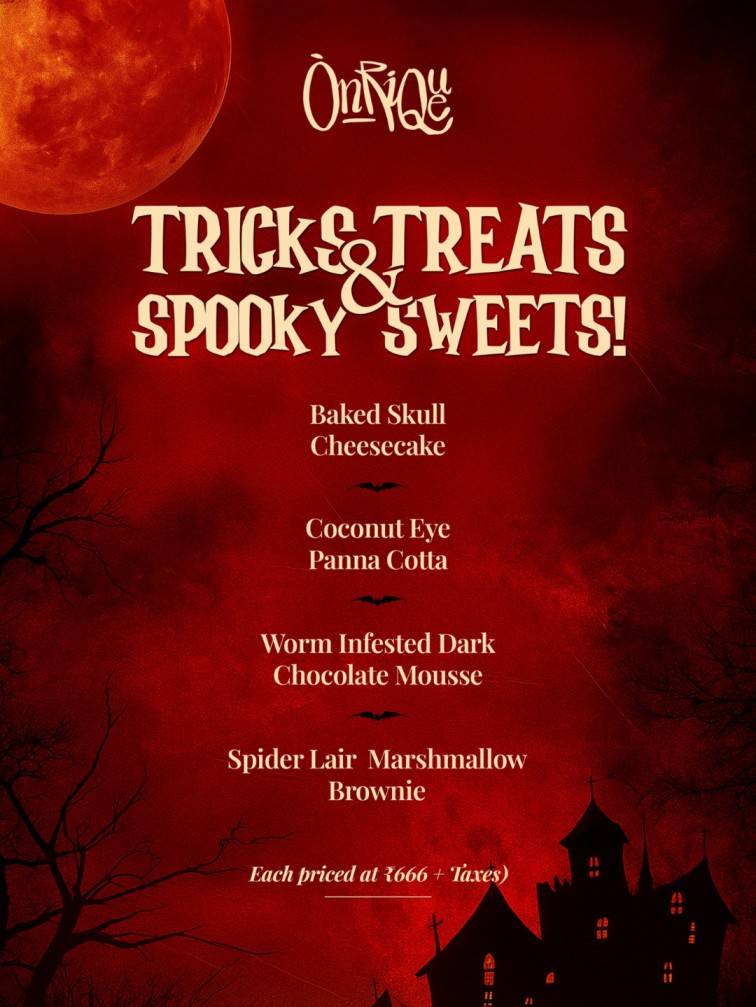 ÒnRiQue
TRICKS & TREATS
SPOOKY SWEETS!
Baked Skull
Cheesecake
Coconut Eye
Panna Cotta
Worm Infested Dark
Chocolate Mousse
Spider Lair Marshmallow
Brownie
Each priced at ₹666 + Taxes)